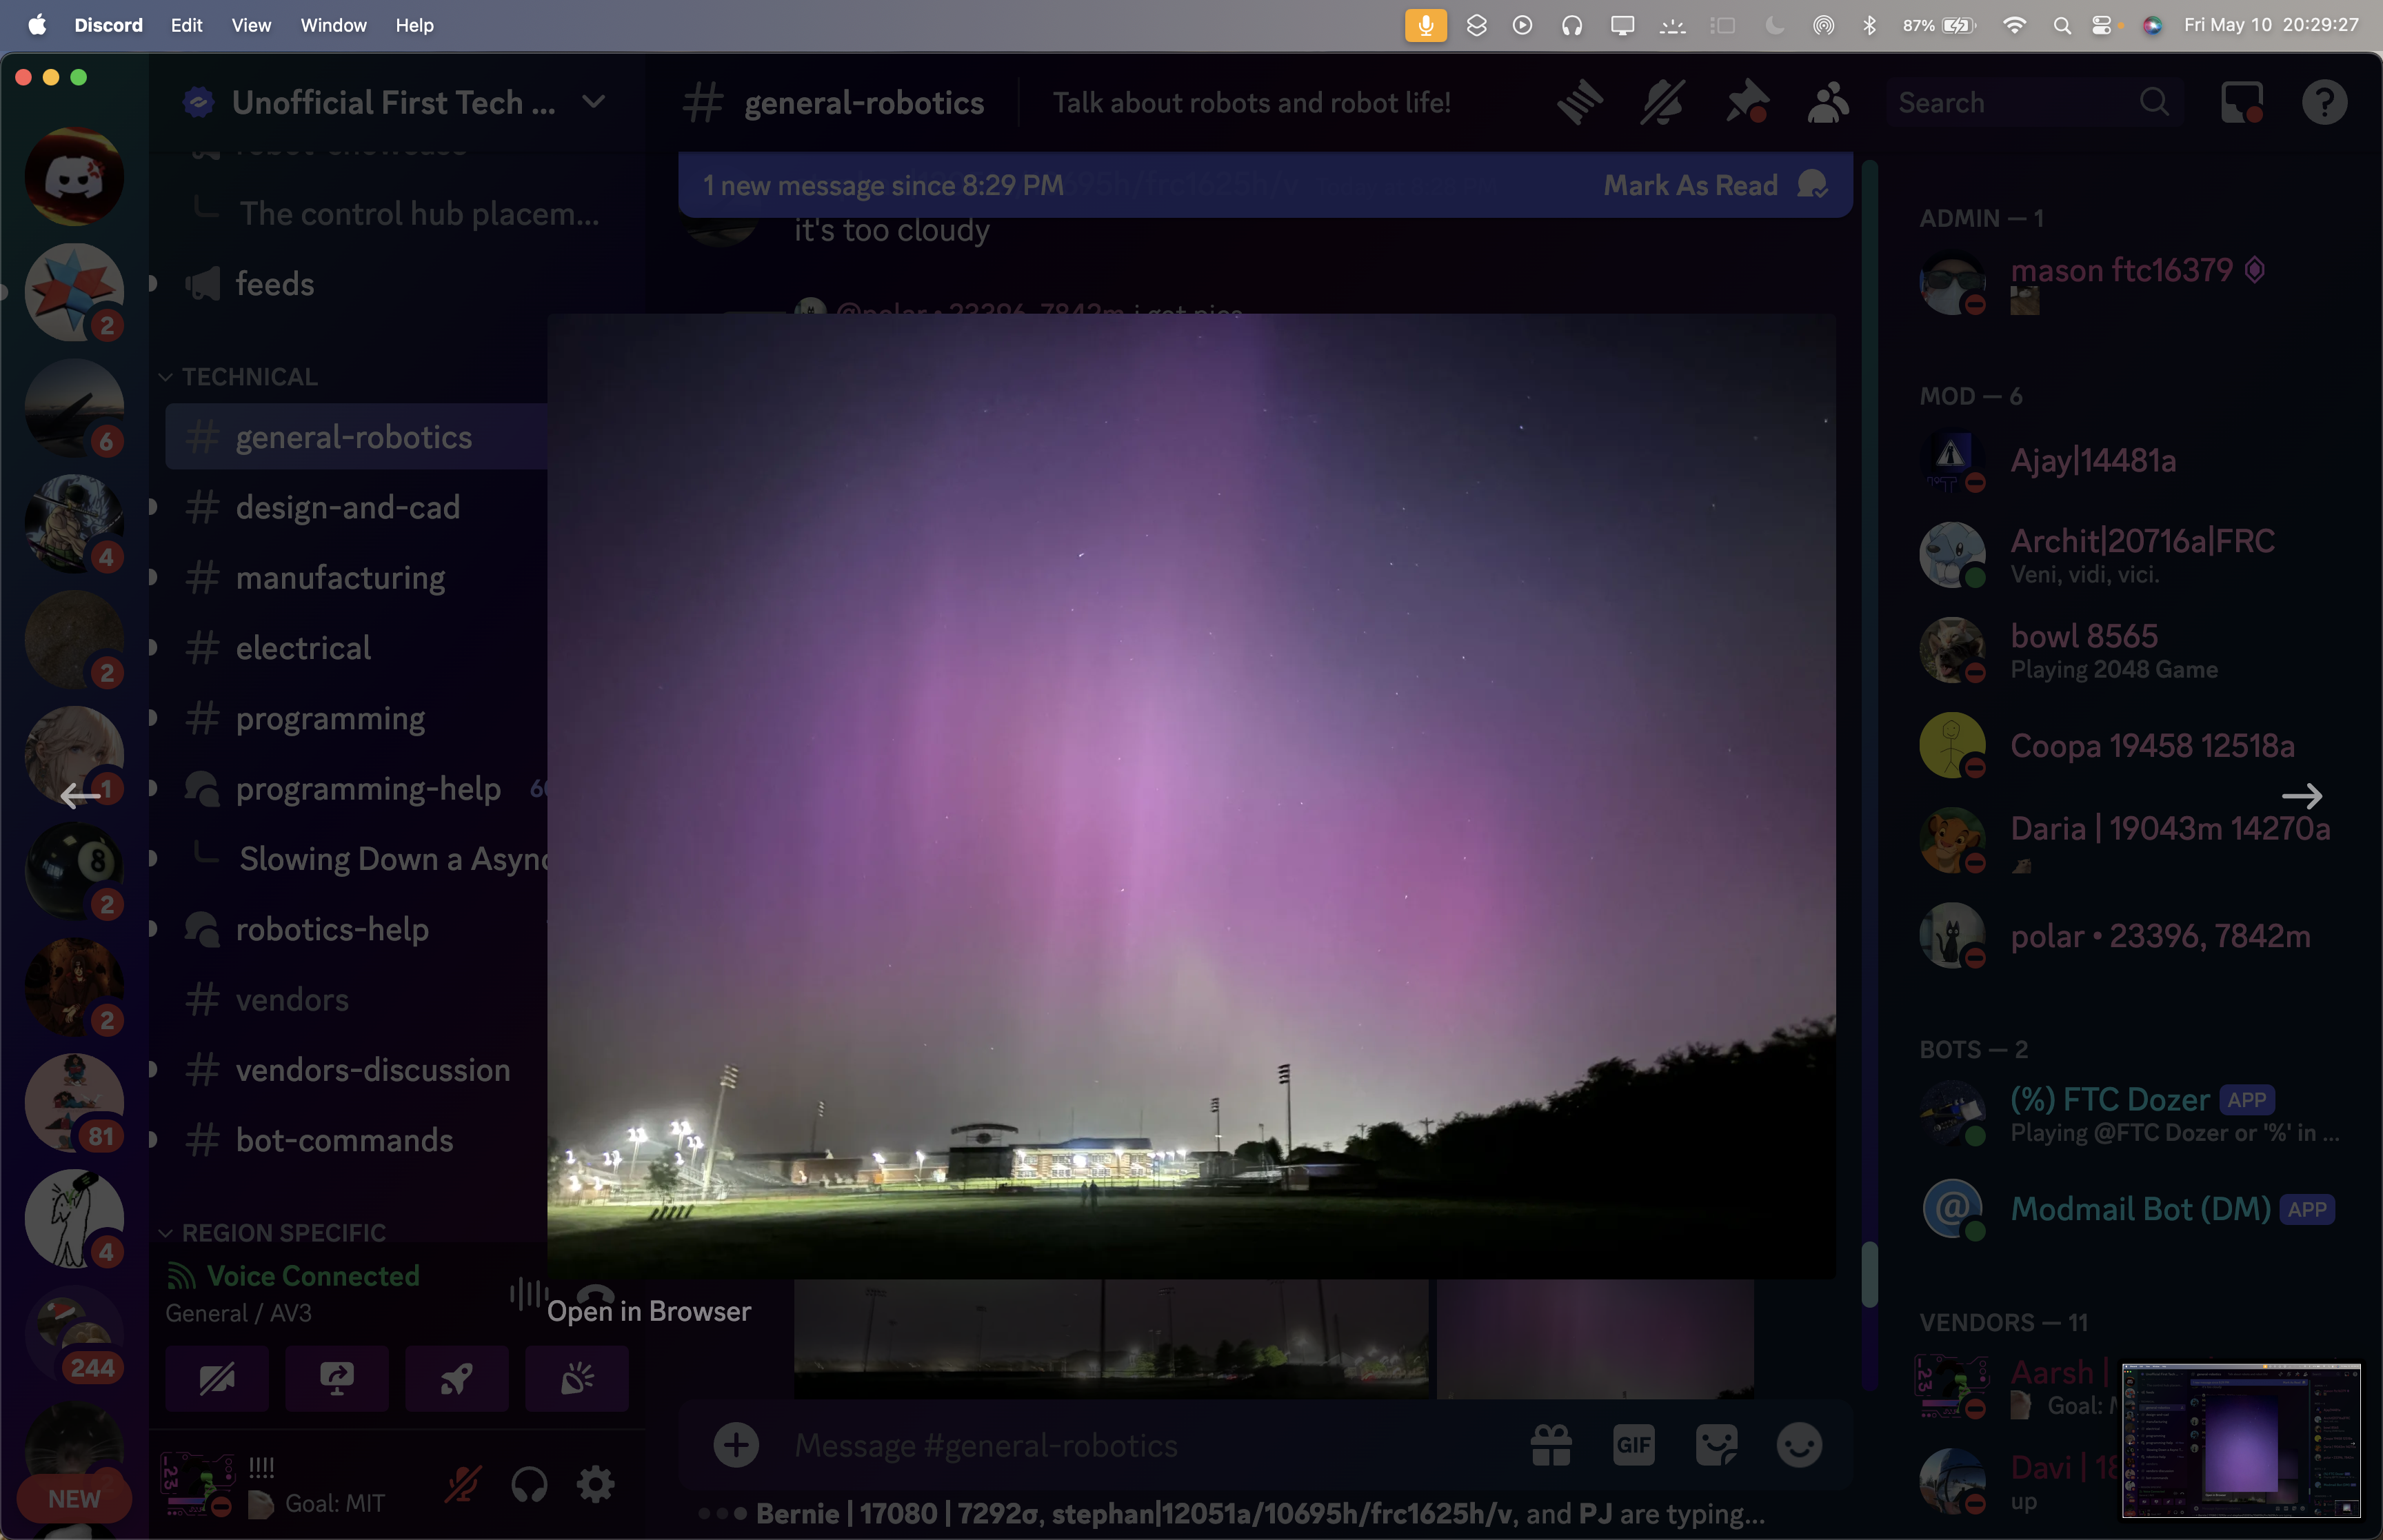 Discord Edit View Window Help 87% Fri May 10 20:29:27
Unofficial First Tech ...
general-robotics Talk about robots and robot life! Search
The control hub placem...
feeds
TECHNICAL
general-robotics
design-and-cad
manufacturing
electrical
programming
programming-help
Slowing Down a Async
robotics-help
vendors
vendors-discussion
bot-commands
REGION SPECIFIC
Voice Connected
General / AV3
!!!!
Goal: MIT
2
6
4
2
1
2
2
81
4
244
NEW
1 new message since 8:29 PM Mark As Read
it's too cloudy
@polar • 23396, 7842m i got pics
Open in Browser
Message #general-robotics
GIF
Bernie | 17080 | 7292σ, stephan|12051a/10695h/frc1625h/v, and PJ are typing...
ADMIN — 1
mason ftc16379
MOD — 6
Ajay|14481a
Archit|20716a|FRC
Veni, vidi, vici.
bowl 8565
Playing 2048 Game
Coopa 19458 12518a
Daria | 19043m 14270a
polar • 23396, 7842m
BOTS — 2
(%) FTC Dozer APP
Playing @FTC Dozer or '%' in ...
Modmail Bot (DM) APP
VENDORS — 11
Aarsh |
Goal:
Davi | 18
up